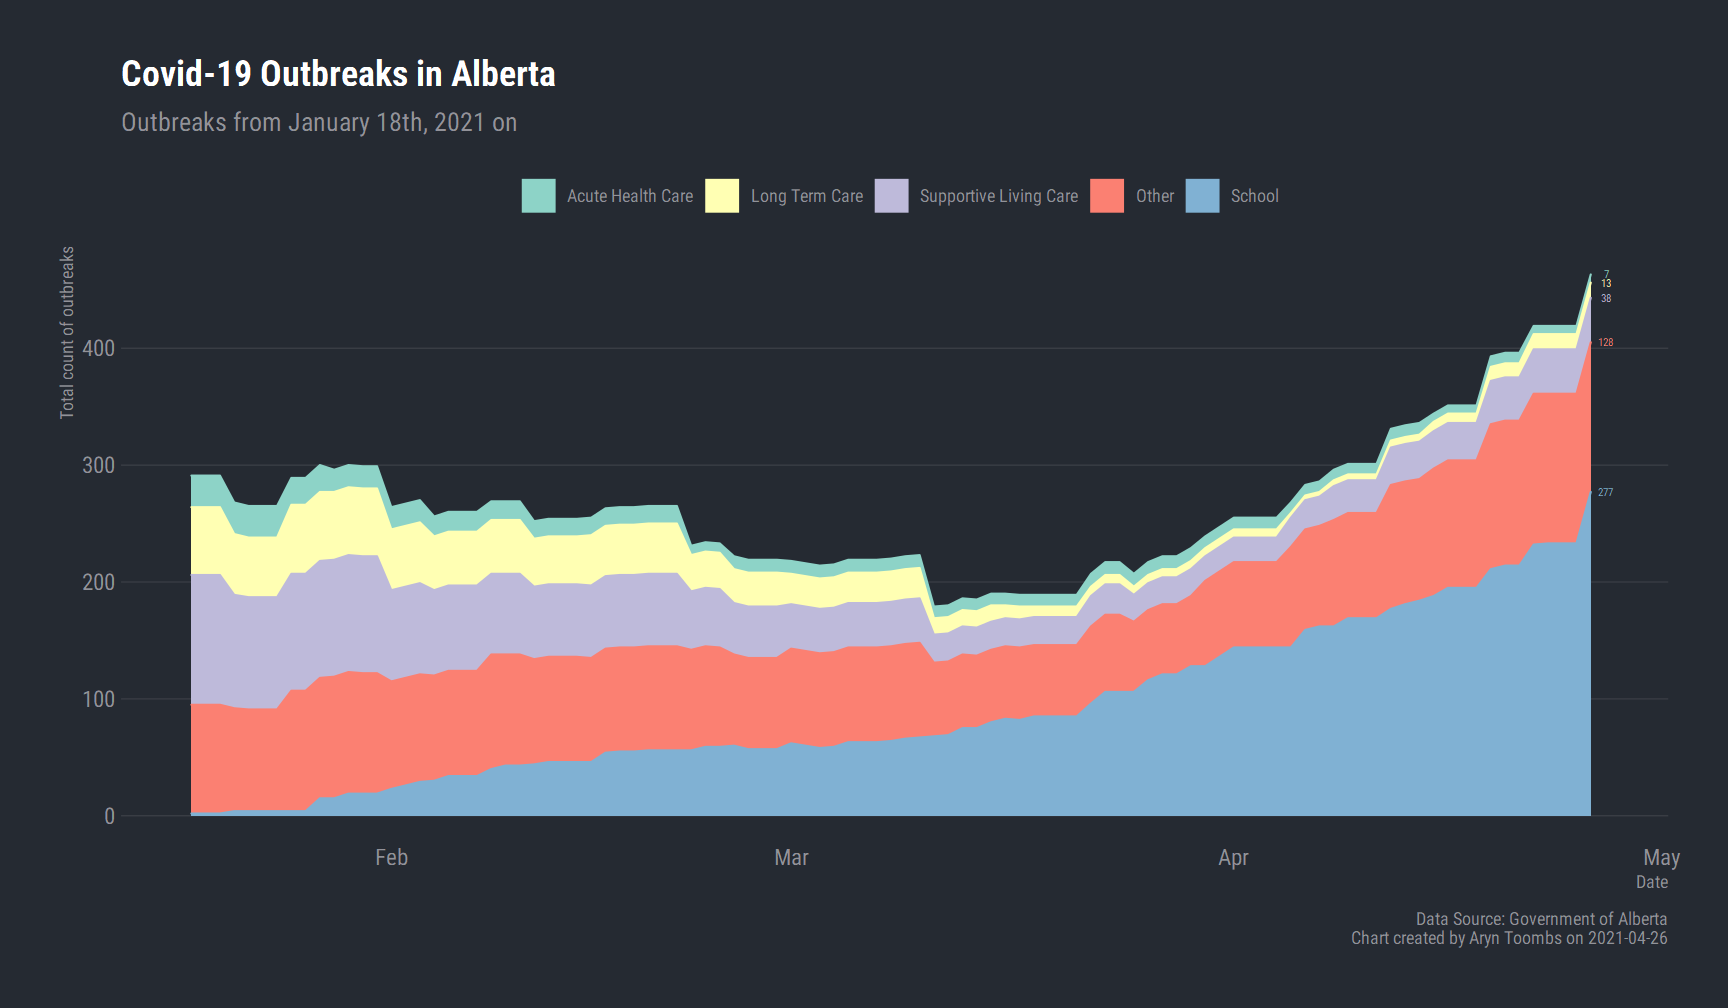 Covid-19 Outbreaks in Alberta
Outbreaks from January 18th, 2021 on
Acute Health Care Long Term Care Supportive Living Care Other School
Total count of outbreaks
400
300
200
100
0
7
13
38
128
277
Feb Mar Apr May
Date
Data Source: Government of Alberta
Chart created by Aryn Toombs on 2021-04-26